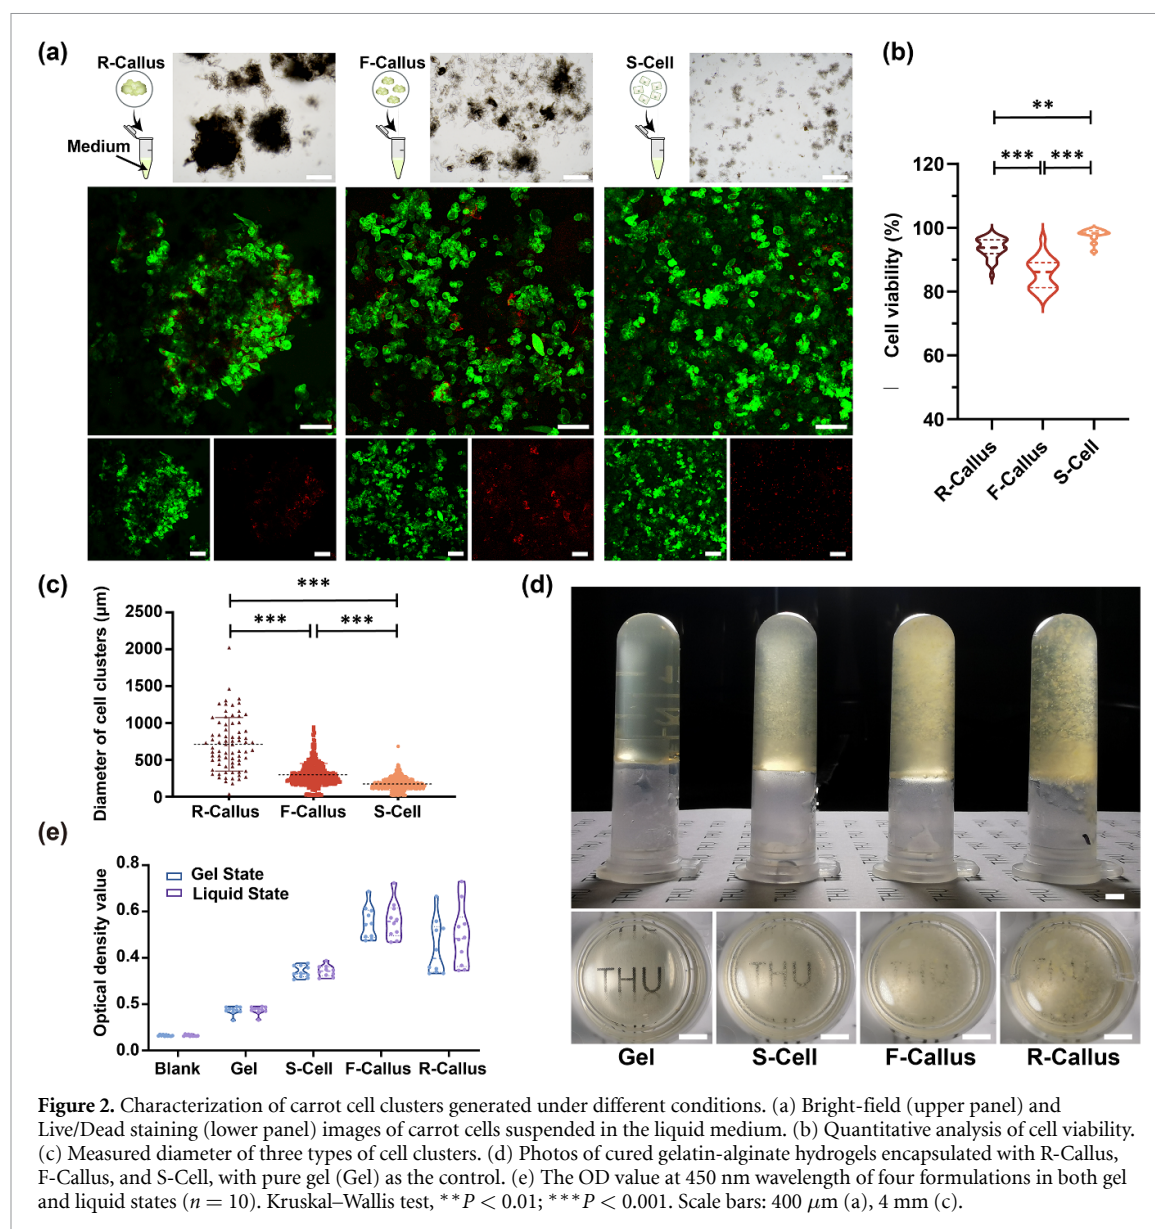 (a)
R-Callus
Medium
F-Callus
S-Cell
(b)
**
*** ***
Cell viability (%)
120
100
80
60
40
R-Callus
F-Callus
S-Cell
(c)
***
*** ***
Diameter of cell clusters (µm)
2500
2000
1500
1000
500
0
R-Callus F-Callus S-Cell
(d)
THU THU THU THU
Gel S-Cell F-Callus R-Callus
(e)
Gel State
Liquid State
Optical density value
0.8
0.6
0.4
0.5
0.0
Blank Gel S-Cell F-Callus R-Callus
Figure 2. Characterization of carrot cell clusters generated under different conditions. (a) Bright-field (upper panel) and
Live/Dead staining (lower panel) images of carrot cells suspended in the liquid medium. (b) Quantitative analysis of cell viability.
(c) Measured diameter of three types of cell clusters. (d) Photos of cured gelatin-alginate hydrogels encapsulated with R-Callus,
F-Callus, and S-Cell, with pure gel (Gel) as the control. (e) The OD value at 450 nm wavelength of four formulations in both gel
and liquid states (n = 10). Kruskal–Wallis test, **P < 0.01; ***P < 0.001. Scale bars: 400 µm (a), 4 mm (c).